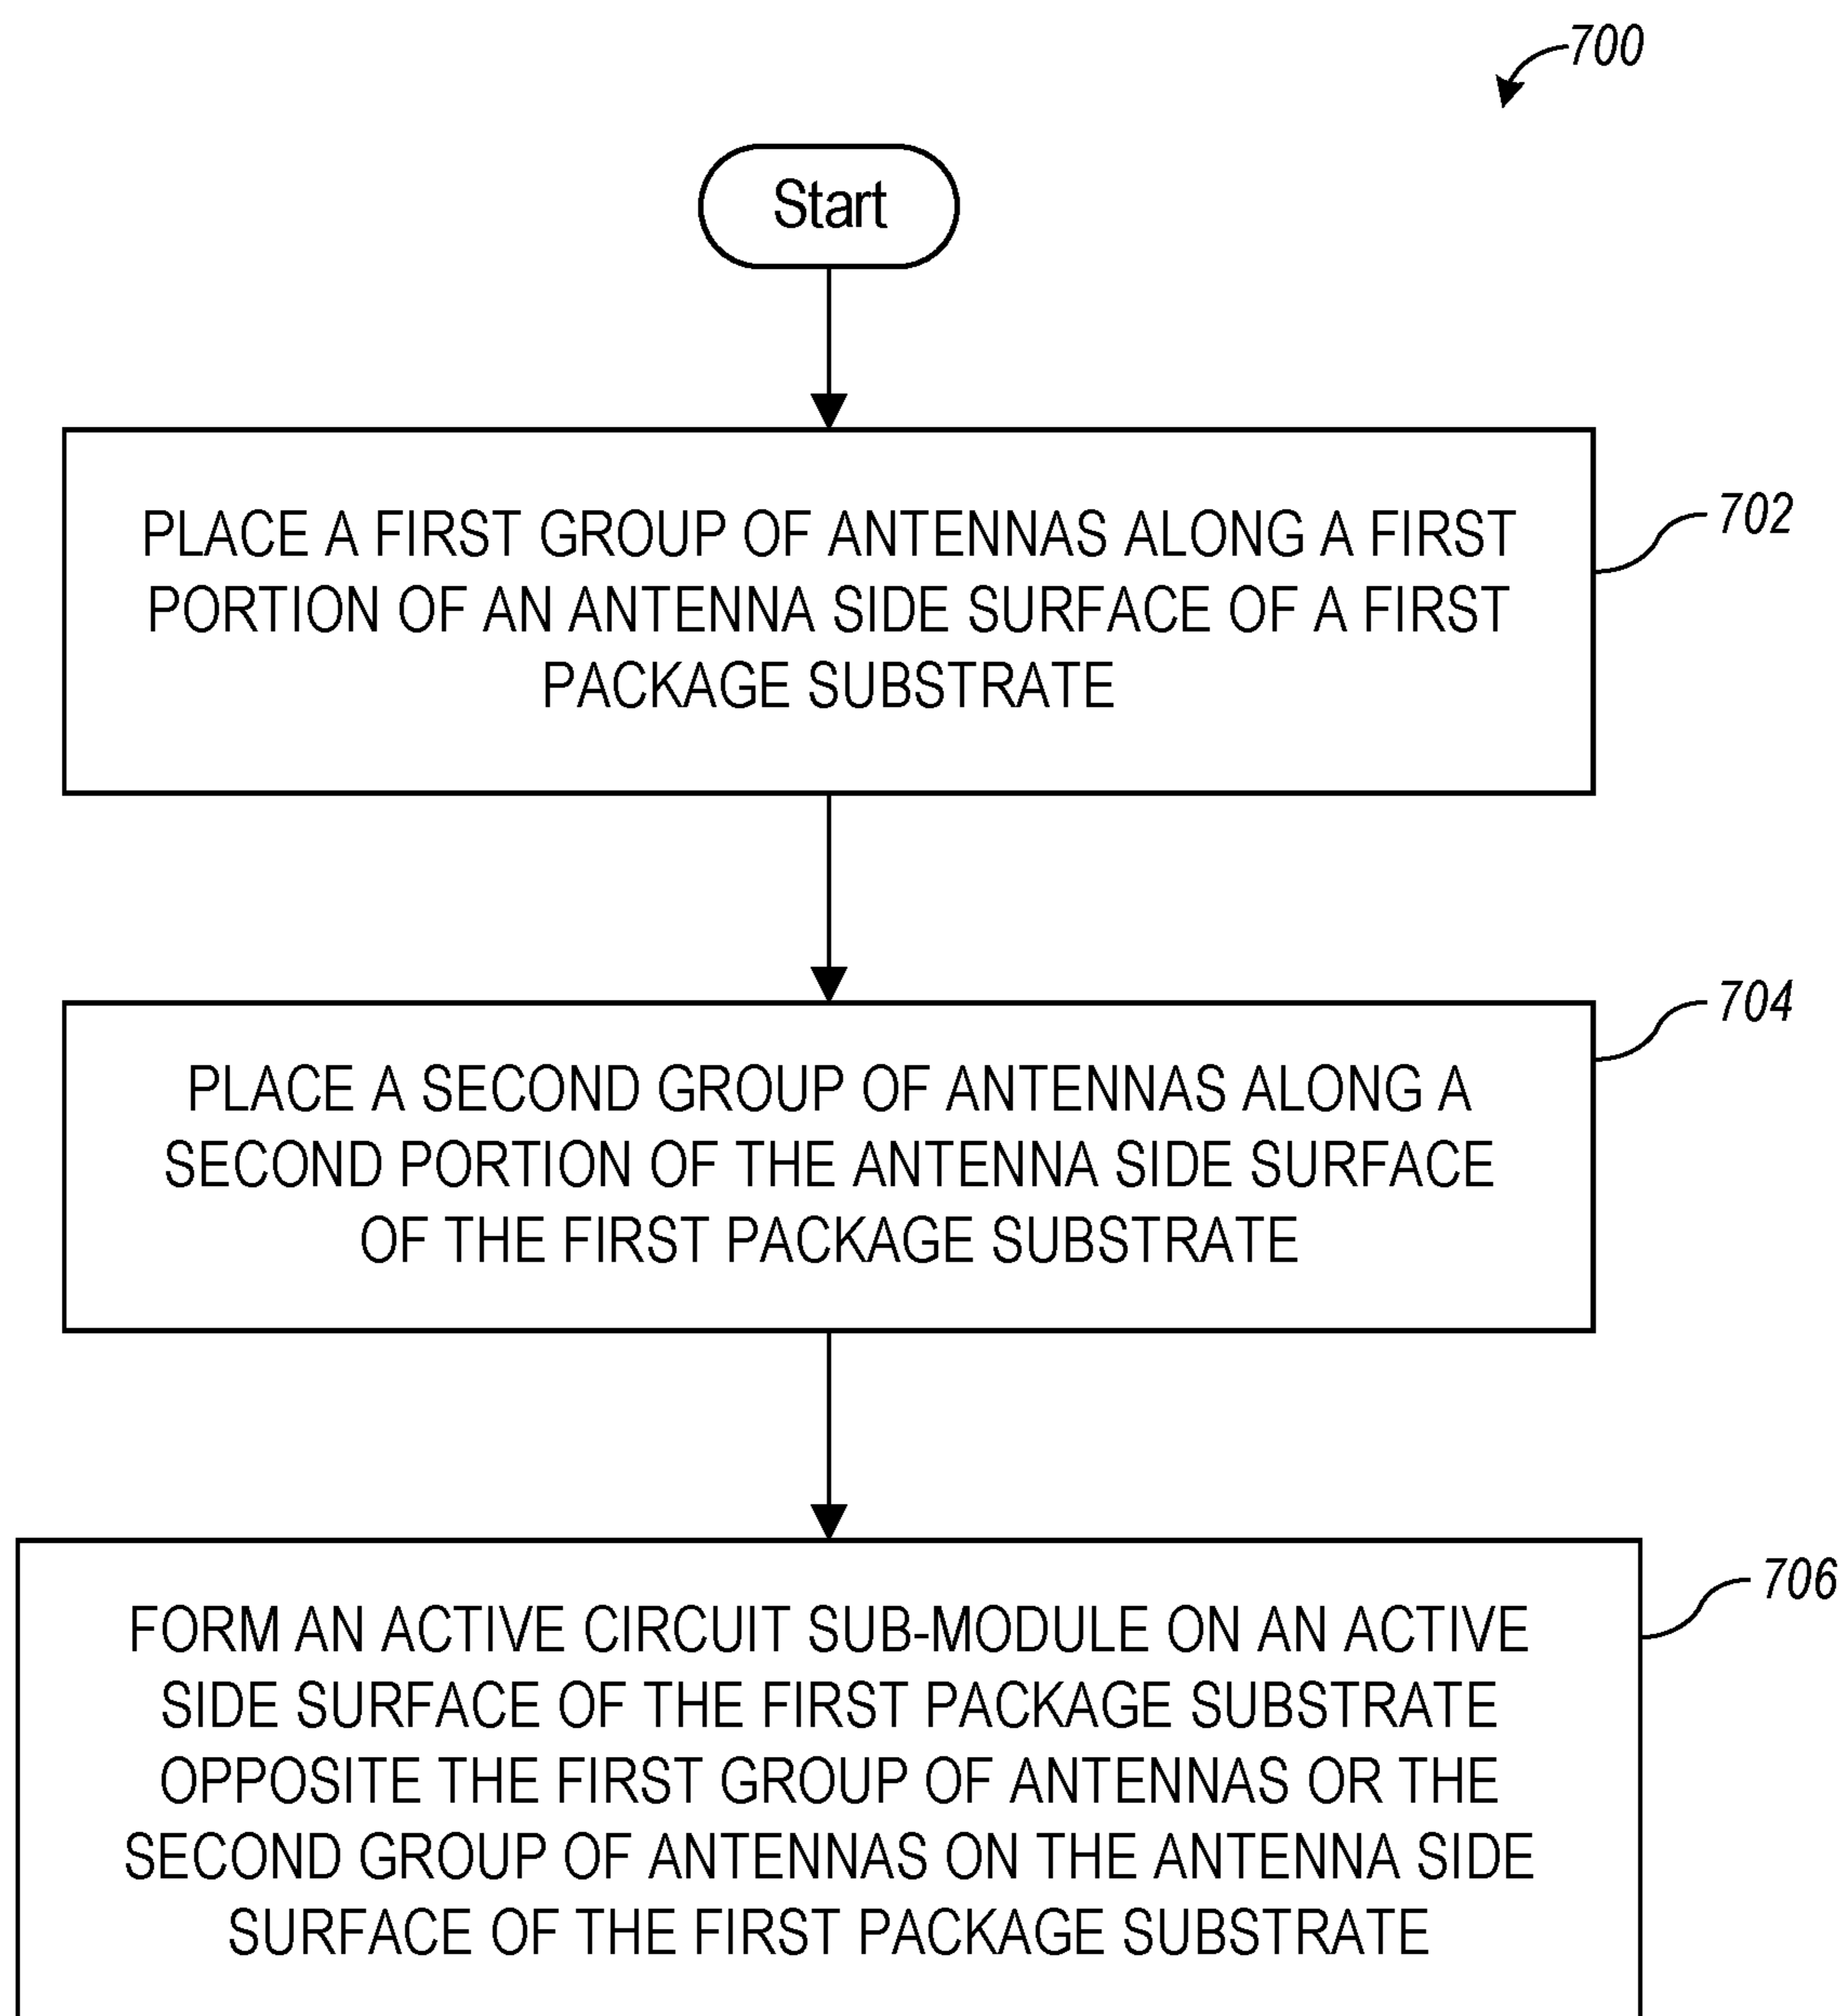 700
Start
PLACE A FIRST GROUP OF ANTENNAS ALONG A FIRST
PORTION OF AN ANTENNA SIDE SURFACE OF A FIRST
PACKAGE SUBSTRATE
702
PLACE A SECOND GROUP OF ANTENNAS ALONG A
SECOND PORTION OF THE ANTENNA SIDE SURFACE
OF THE FIRST PACKAGE SUBSTRATE
704
FORM AN ACTIVE CIRCUIT SUB-MODULE ON AN ACTIVE
SIDE SURFACE OF THE FIRST PACKAGE SUBSTRATE
OPPOSITE THE FIRST GROUP OF ANTENNAS OR THE
SECOND GROUP OF ANTENNAS ON THE ANTENNA SIDE
SURFACE OF THE FIRST PACKAGE SUBSTRATE
706